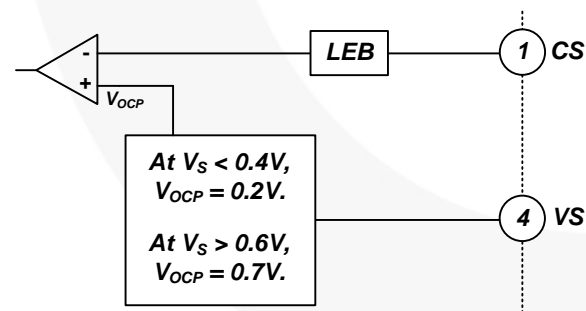 - LEB 1 CS
+
VOCP
At VS < 0.4V,
VOCP = 0.2V.
At VS > 0.6V,
VOCP = 0.7V.
4 VS